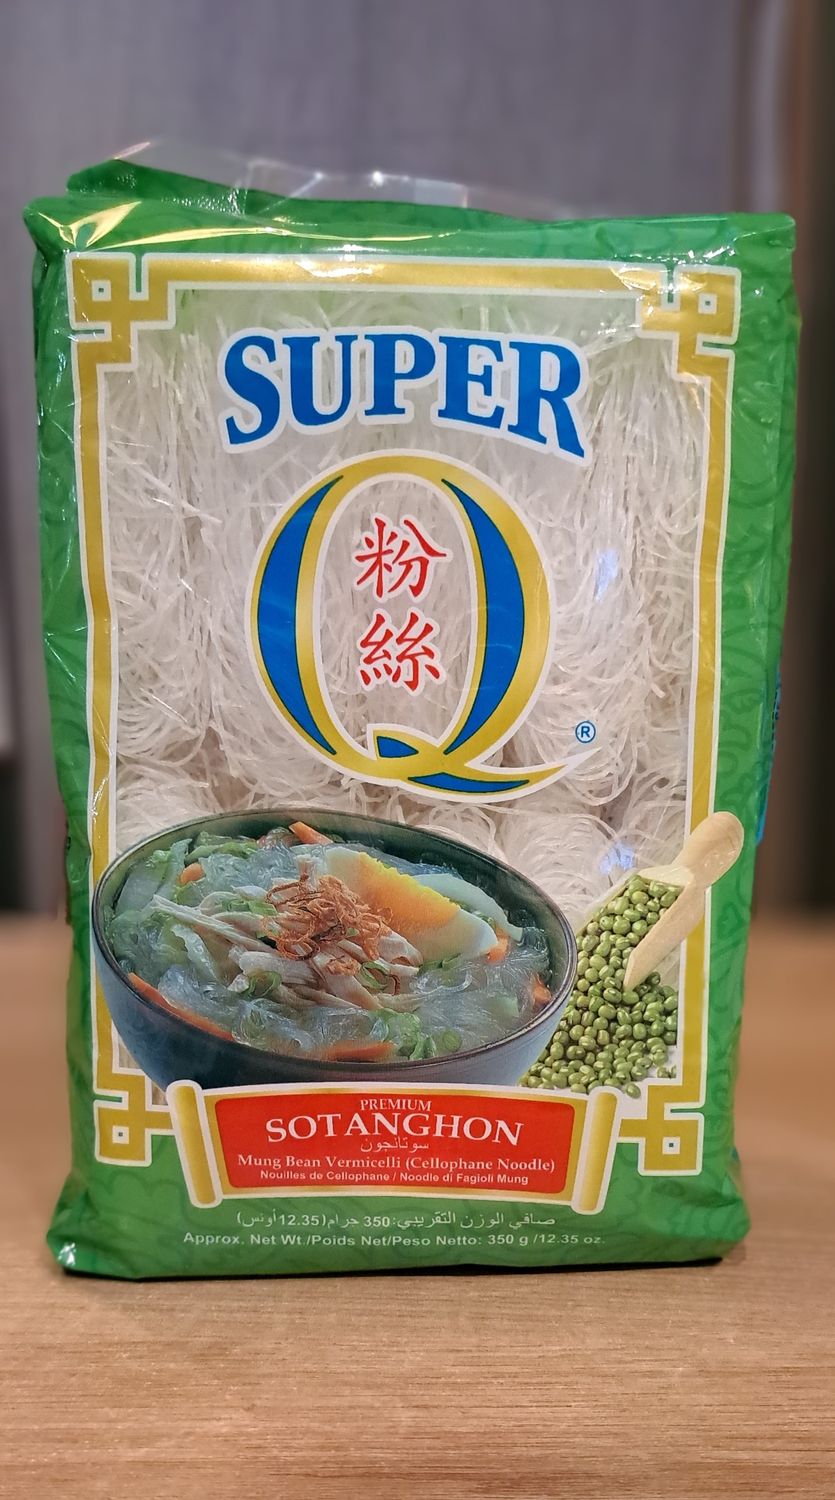 SUPER
Q
粉
絲
®
PREMIUM
SOTANGHON
سوتانجون
Mung Bean Vermicelli (Cellophane Noodle)
Nouilles de Cellophane / Noodle di Fagioli Mung
صافي الوزن التقريبي: 350 جرام (12.35 أونس)
Approx. Net Wt./Poids Net/Peso Netto: 350 g /12.35 oz.